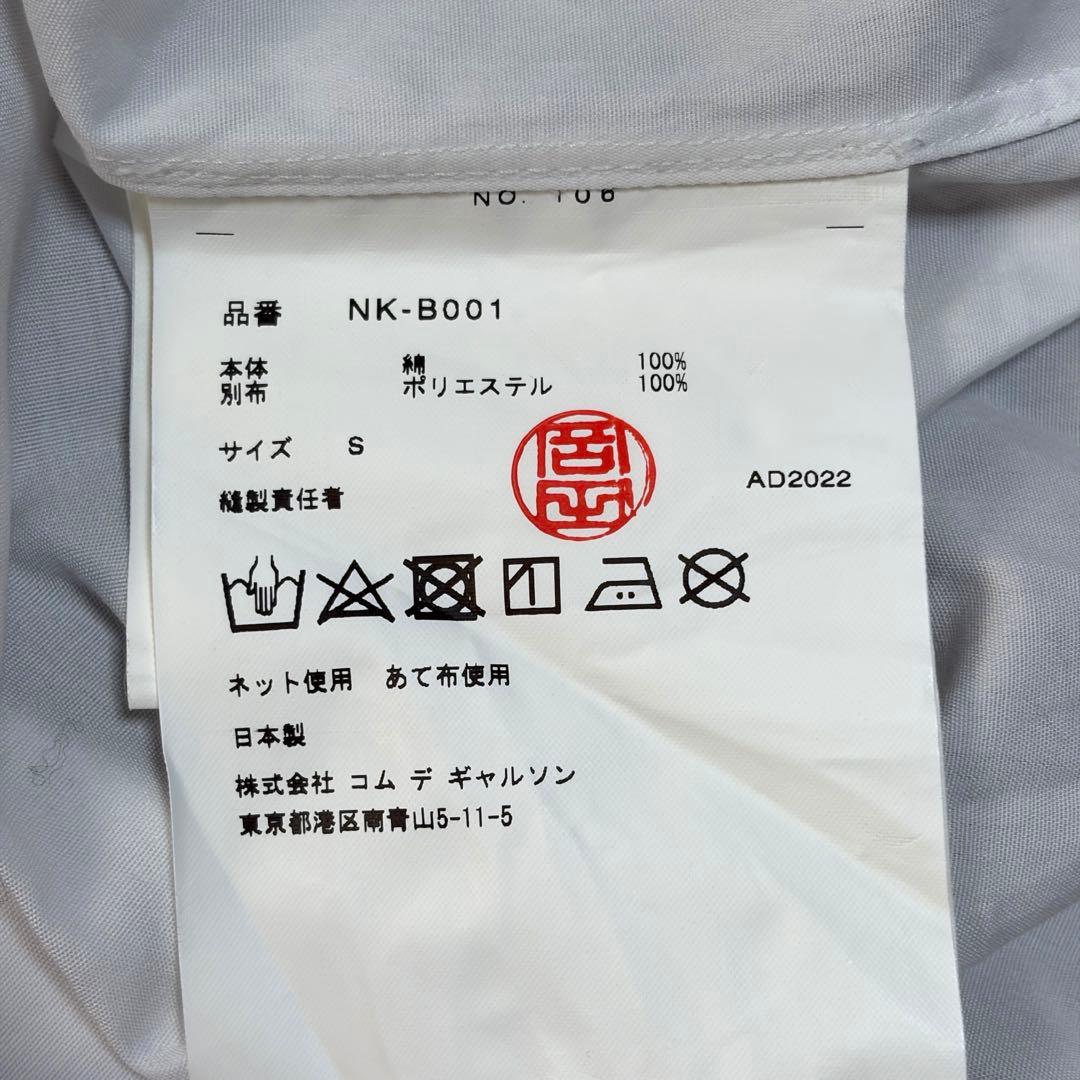 NO. 106
品番 NK-B001
本体 綿 100%
別布 ポリエステル 100%
サイズ S
縫製責任者
AD2022
ネット使用 あて布使用
日本製
株式会社 コム デ ギャルソン
東京都港区南青山5-11-5